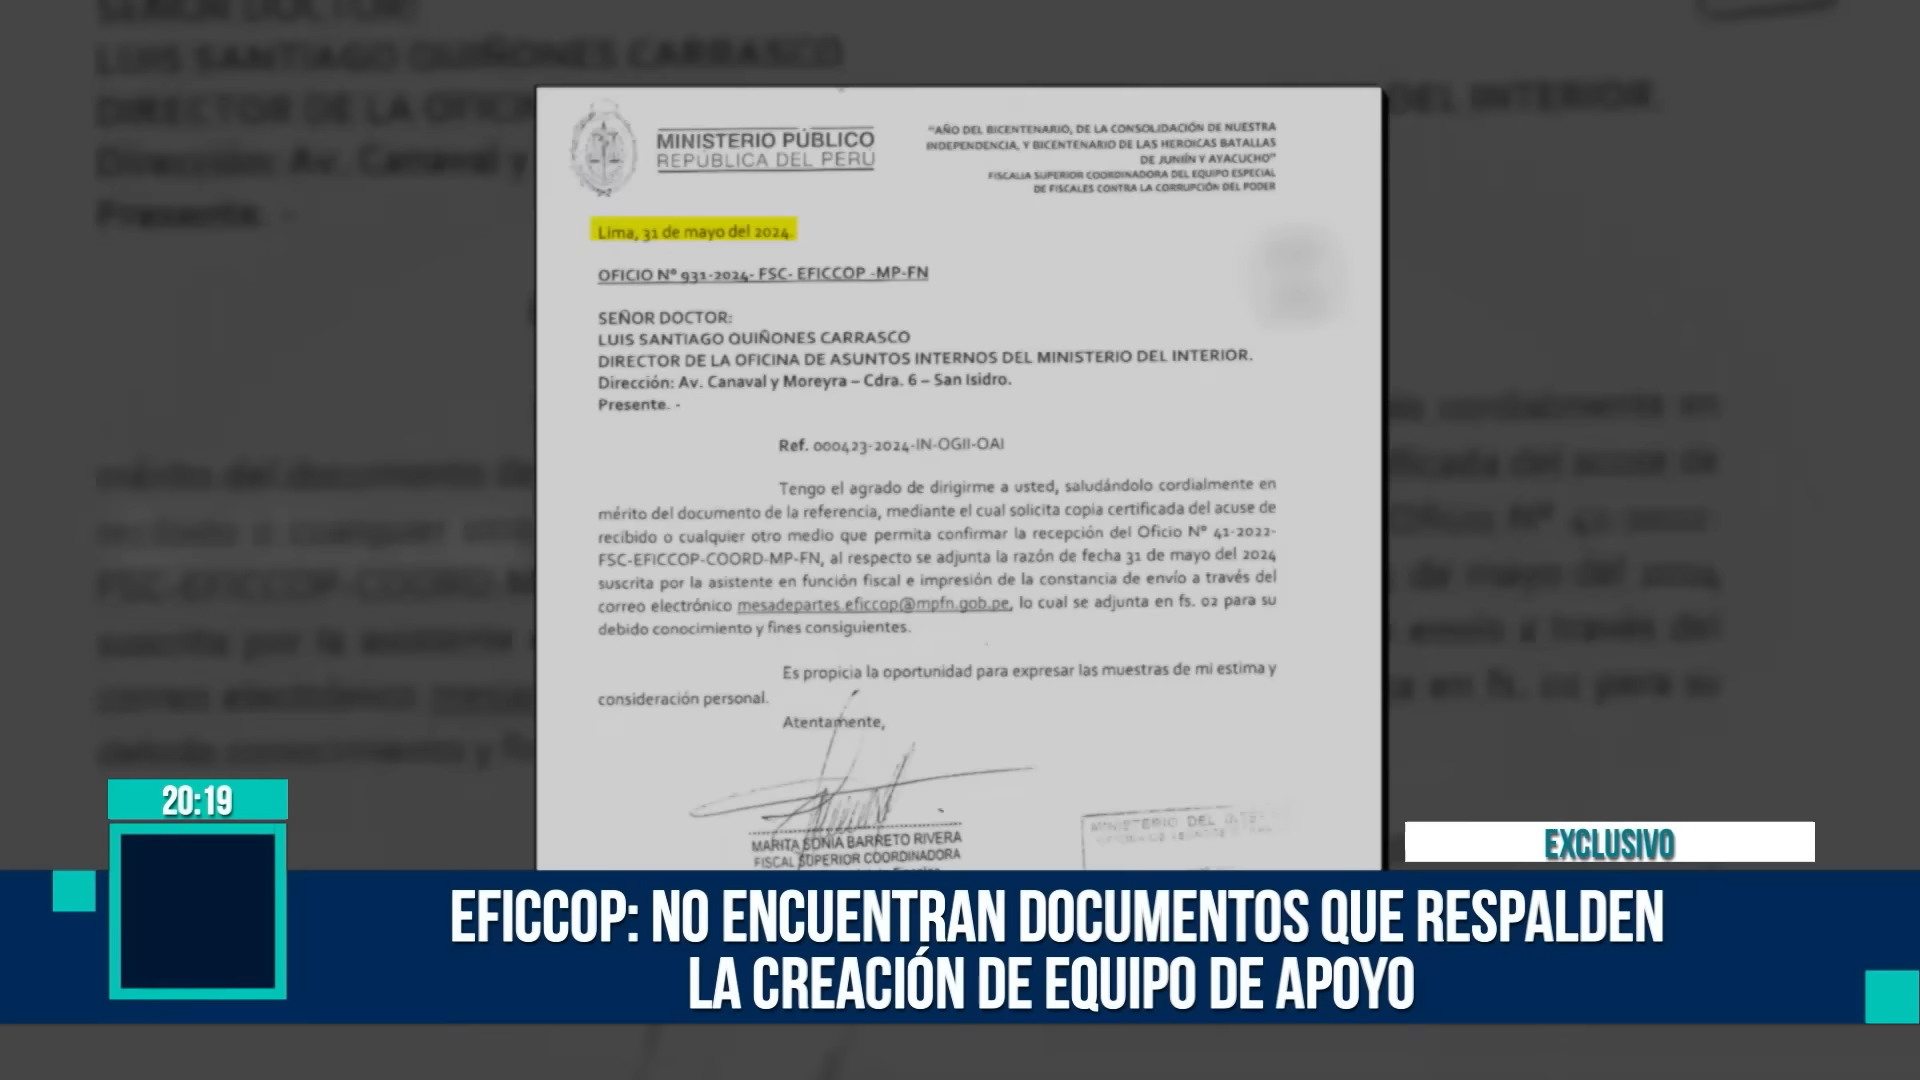 MINISTERIO PÚBLICO
REPÚBLICA DEL PERÚ
"AÑO DEL BICENTENARIO, DE LA CONSOLIDACIÓN DE NUESTRA
INDEPENDENCIA, Y BICENTENARIO DE LAS HEROICAS BATALLAS
DE JUNIÍN Y AYACUCHO"
FISCALIA SUPERIOR COORDINADORA DEL EQUIPO ESPECIAL
DE FISCALES CONTRA LA CORRUPCIÓN DEL PODER
Lima, 31 de mayo del 2024.
OFICIO Nº 931-2024- FSC- EFICCOP -MP-FN
SEÑOR DOCTOR:
LUIS SANTIAGO QUIÑONES CARRASCO
DIRECTOR DE LA OFICINA DE ASUNTOS INTERNOS DEL MINISTERIO DEL INTERIOR.
Dirección: Av. Canaval y Moreyra – Cdra. 6 – San Isidro.
Presente. -
Ref. 000423-2024-IN-OGII-OAI
Tengo el agrado de dirigirme a usted, saludándolo cordialmente en
mérito del documento de la referencia, mediante el cual solicita copia certificada del acuse de
recibido o cualquier otro medio que permita confirmar la recepción del Oficio Nº 41-2022-
FSC-EFICCOP-COORD-MP-FN, al respecto se adjunta la razón de fecha 31 de mayo del 2024
suscrita por la asistente en función fiscal e impresión de la constancia de envío a través del
correo electrónico mesadepartes.eficcop@mpfn.gob.pe, lo cual se adjunta en fs. 02 para su
debido conocimiento y fines consiguientes.
Es propicia la oportunidad para expresar las muestras de mi estima y
consideración personal.
Atentamente,
MARITA SONIA BARRETO RIVERA
FISCAL SUPERIOR COORDINADORA
MINISTERIO DEL INTERIOR
20:19
EXCLUSIVO
EFICCOP: NO ENCUENTRAN DOCUMENTOS QUE RESPALDEN
LA CREACIÓN DE EQUIPO DE APOYO